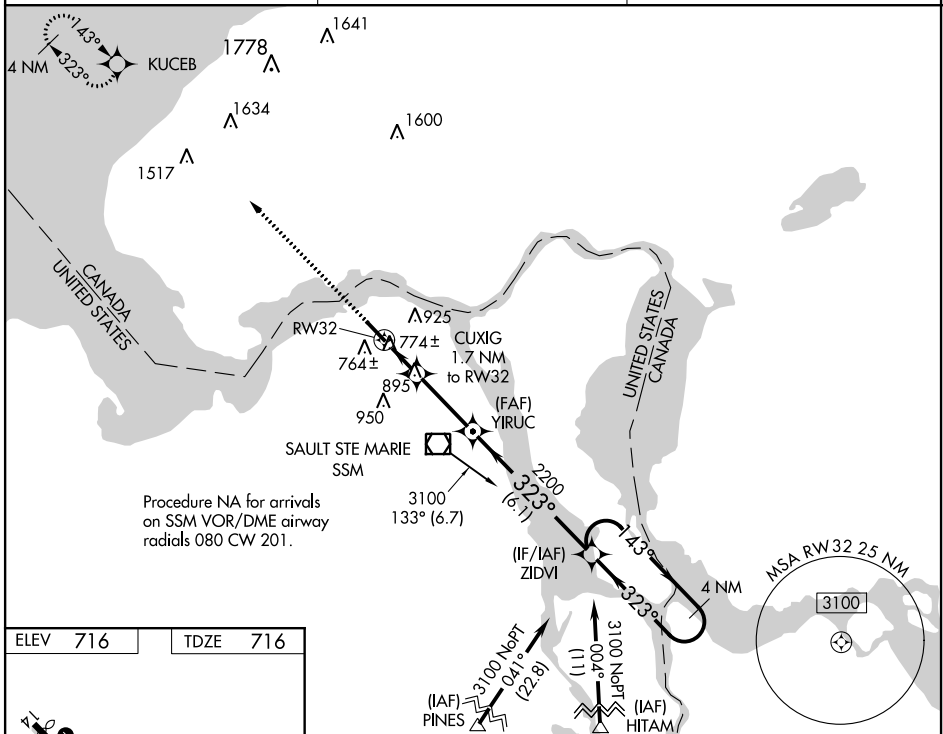 143°
323°
4 NM
KUCEB
1641
1778
1634
1600
1517
CANADA
UNITED STATES
UNITED STATES
CANADA
RW32
925
774±
764±
CUXIG
1.7 NM
to RW32
895
950
(FAF)
YIRUC
SAULT STE MARIE
SSM
3100
133° (6.7)
2200
323°
(6.1)
Procedure NA for arrivals
on SSM VOR/DME airway
radials 080 CW 201.
(IF/IAF)
ZIDVI
143°
323°
4 NM
MSA RW32 25 NM
3100
3100 NoPT
041°
(22.8)
(IAF)
PINES
3100 NoPT
004°
(11)
(IAF)
HITAM
ELEV 716
TDZE 716
14